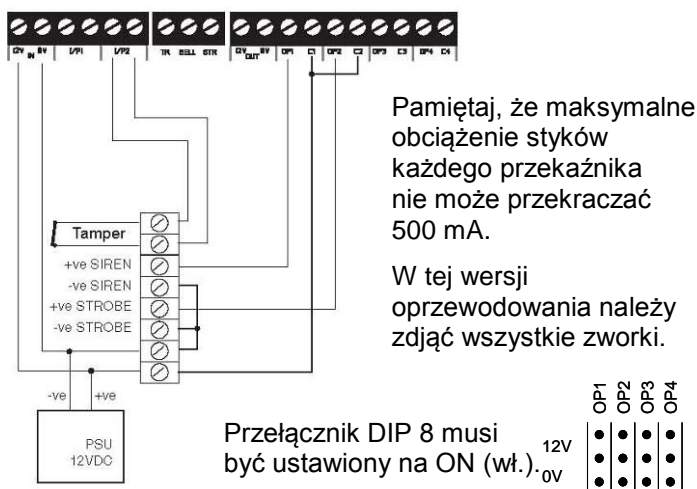 12V IN 0V I/P1 I/P2 TR BELL STR 12V OUT 0V OP1 C1 OP2 C2 OP3 C3 OP4 C4
Pamiętaj, że maksymalne
obciążenie styków
każdego przekaźnika
nie może przekraczać
500 mA.
W tej wersji
oprzewodowania należy
zdjąć wszystkie zworki.
Tamper
+ve SIREN
-ve SIREN
+ve STROBE
-ve STROBE
-ve +ve
PSU
12VDC
Przełącznik DIP 8 musi
być ustawiony na ON (wł.).
OP1 OP2 OP3 OP4
12V
0V